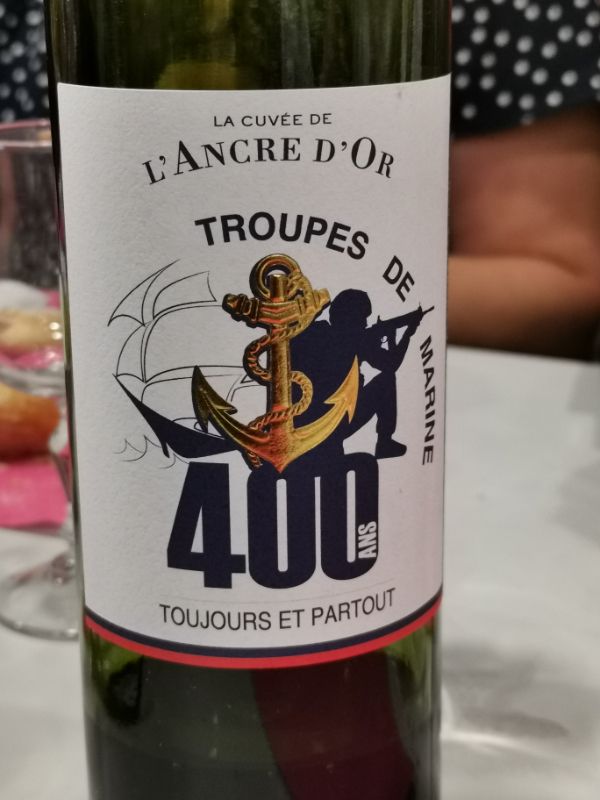 LA CUVÉE DE
L'ANCRE D'OR
TROUPES DE MARINE
400
ANS
TOUJOURS ET PARTOUT